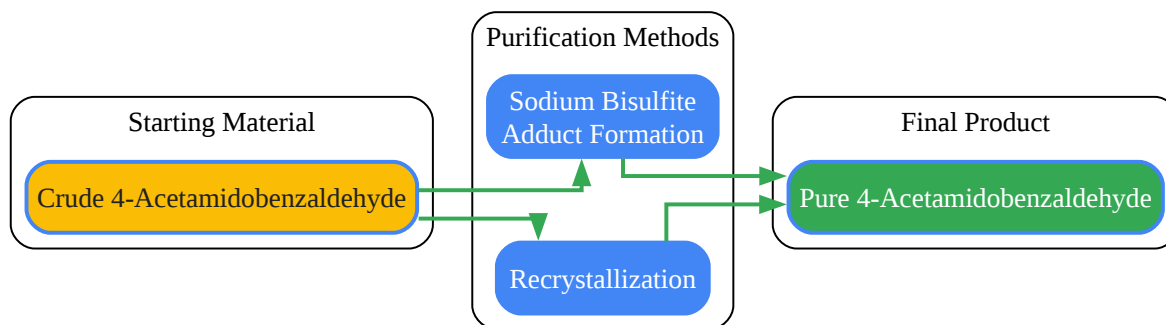 Starting Material
Crude 4-Acetamidobenzaldehyde
Purification Methods
Sodium Bisulfite
Adduct Formation
Recrystallization
Final Product
Pure 4-Acetamidobenzaldehyde